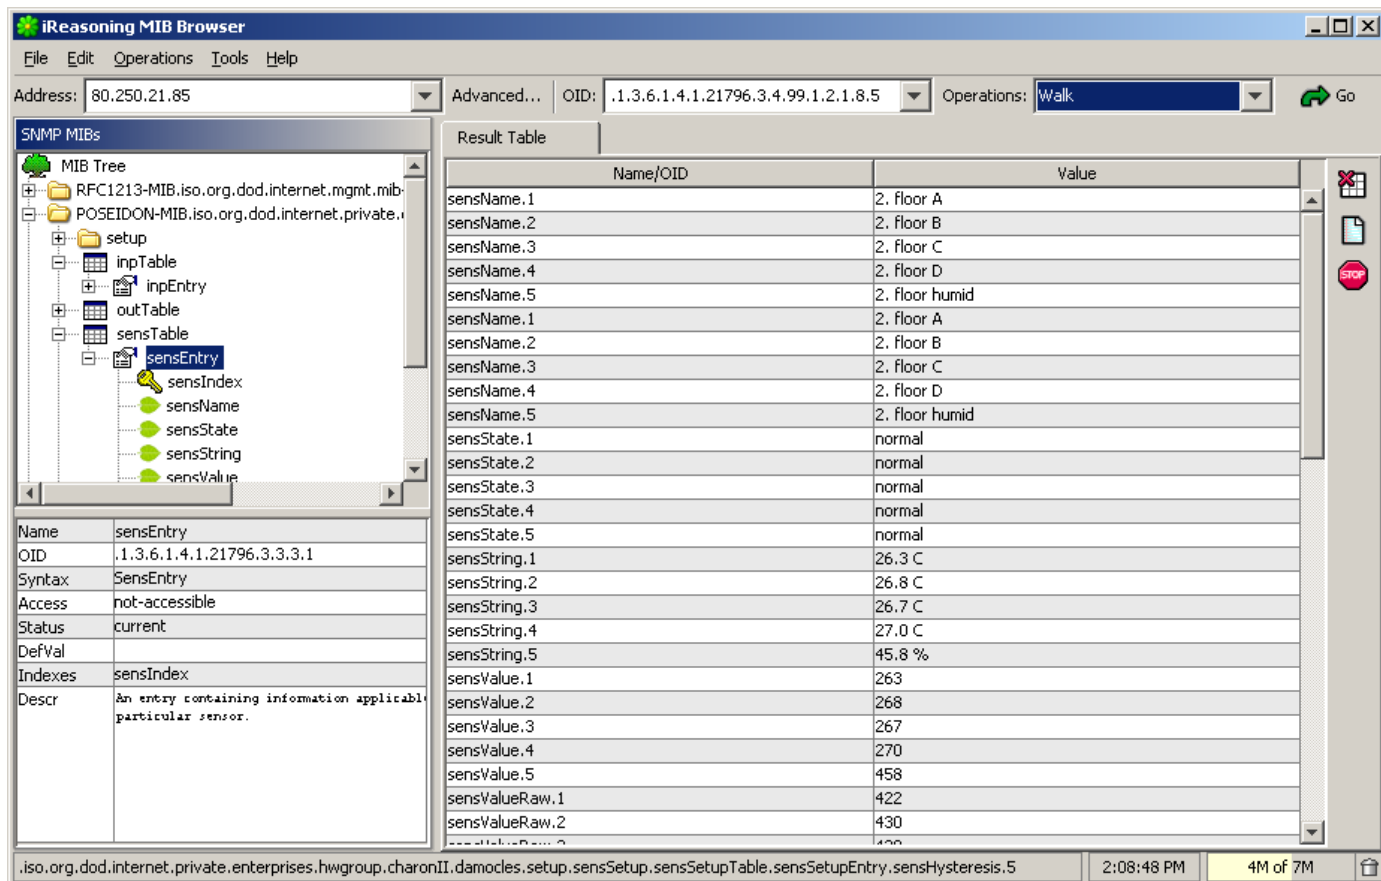 iReasoning MIB Browser
File Edit Operations Tools Help
Address: 80.250.21.85 Advanced... OID: .1.3.6.1.4.1.21796.3.4.99.1.2.1.8.5 Operations: Walk Go
SNMP MIBs
MIB Tree
RFC1213-MIB.iso.org.dod.internet.mgmt.mib-
POSEIDON-MIB.iso.org.dod.internet.private.
setup
inpTable
inpEntry
outTable
sensTable
sensEntry
sensIndex
sensName
sensState
sensString
sensValue
Name sensEntry
OID .1.3.6.1.4.1.21796.3.3.3.1
Syntax SensEntry
Access not-accessible
Status current
DefVal
Indexes sensIndex
Descr An entry containing information applicable
particular sensor.
Result Table
Name/OID Value
sensName.1 2. floor A
sensName.2 2. floor B
sensName.3 2. floor C
sensName.4 2. floor D
sensName.5 2. floor humid
sensName.1 2. floor A
sensName.2 2. floor B
sensName.3 2. floor C
sensName.4 2. floor D
sensName.5 2. floor humid
sensState.1 normal
sensState.2 normal
sensState.3 normal
sensState.4 normal
sensState.5 normal
sensString.1 26.3 C
sensString.2 26.8 C
sensString.3 26.7 C
sensString.4 27.0 C
sensString.5 45.8 %
sensValue.1 263
sensValue.2 268
sensValue.3 267
sensValue.4 270
sensValue.5 458
sensValueRaw.1 422
sensValueRaw.2 430
STOP
.iso.org.dod.internet.private.enterprises.hwgroup.charonII.damocles.setup.sensSetup.sensSetupTable.sensSetupEntry.sensHysteresis.5 2:08:48 PM 4M of 7M